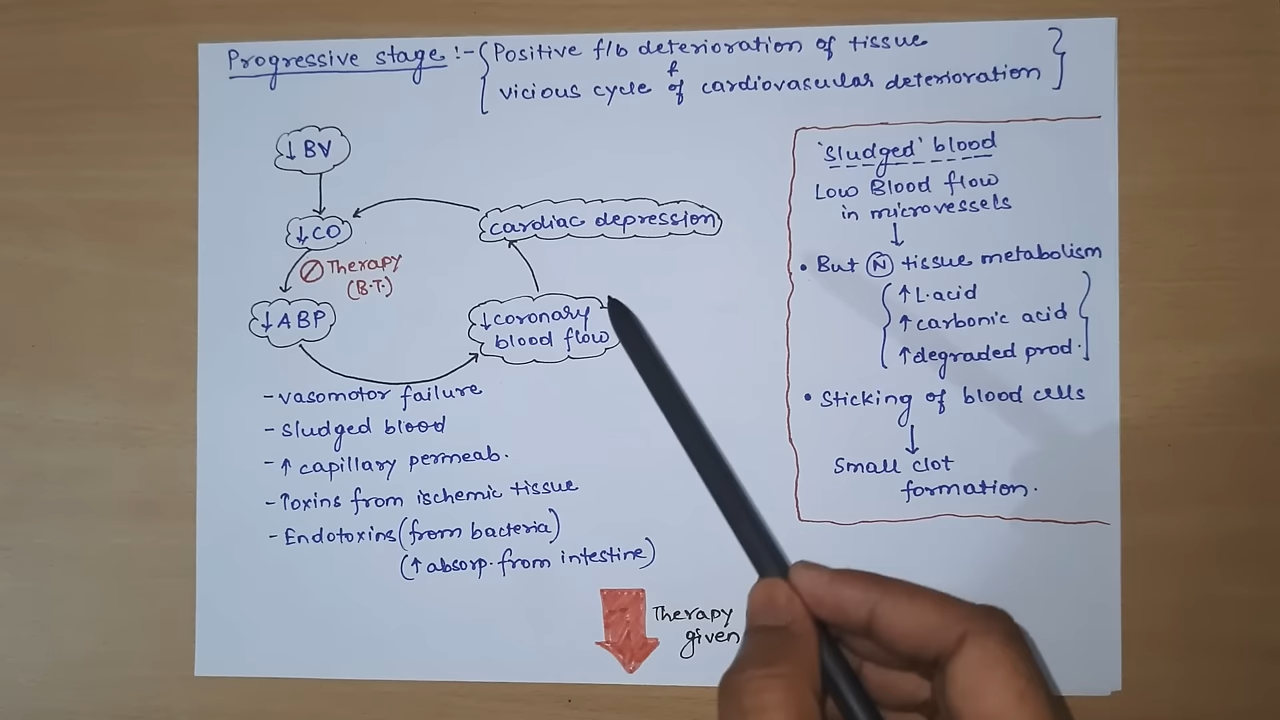 Progressive stage :- { Positive f/b deterioration of tissue
&
vicious cycle of cardiovascular deterioration }
↓ BV
↓CO
Therapy
(B.T.)
↓ABP
cardiac depression
↓coronary
blood flow
- vasomotor failure
- sludged blood
- ↑ capillary permeab.
- Toxins from ischemic tissue
- Endotoxins (from bacteria)
(↑ absorp. from intestine)
Therapy
given
'Sludged' blood
Low Blood flow
in microvessels
↓
• But Ⓝ tissue metabolism
↑ L.acid
↑ carbonic acid
↑ degraded prod.
• Sticking of blood cells
↓
Small clot
formation.